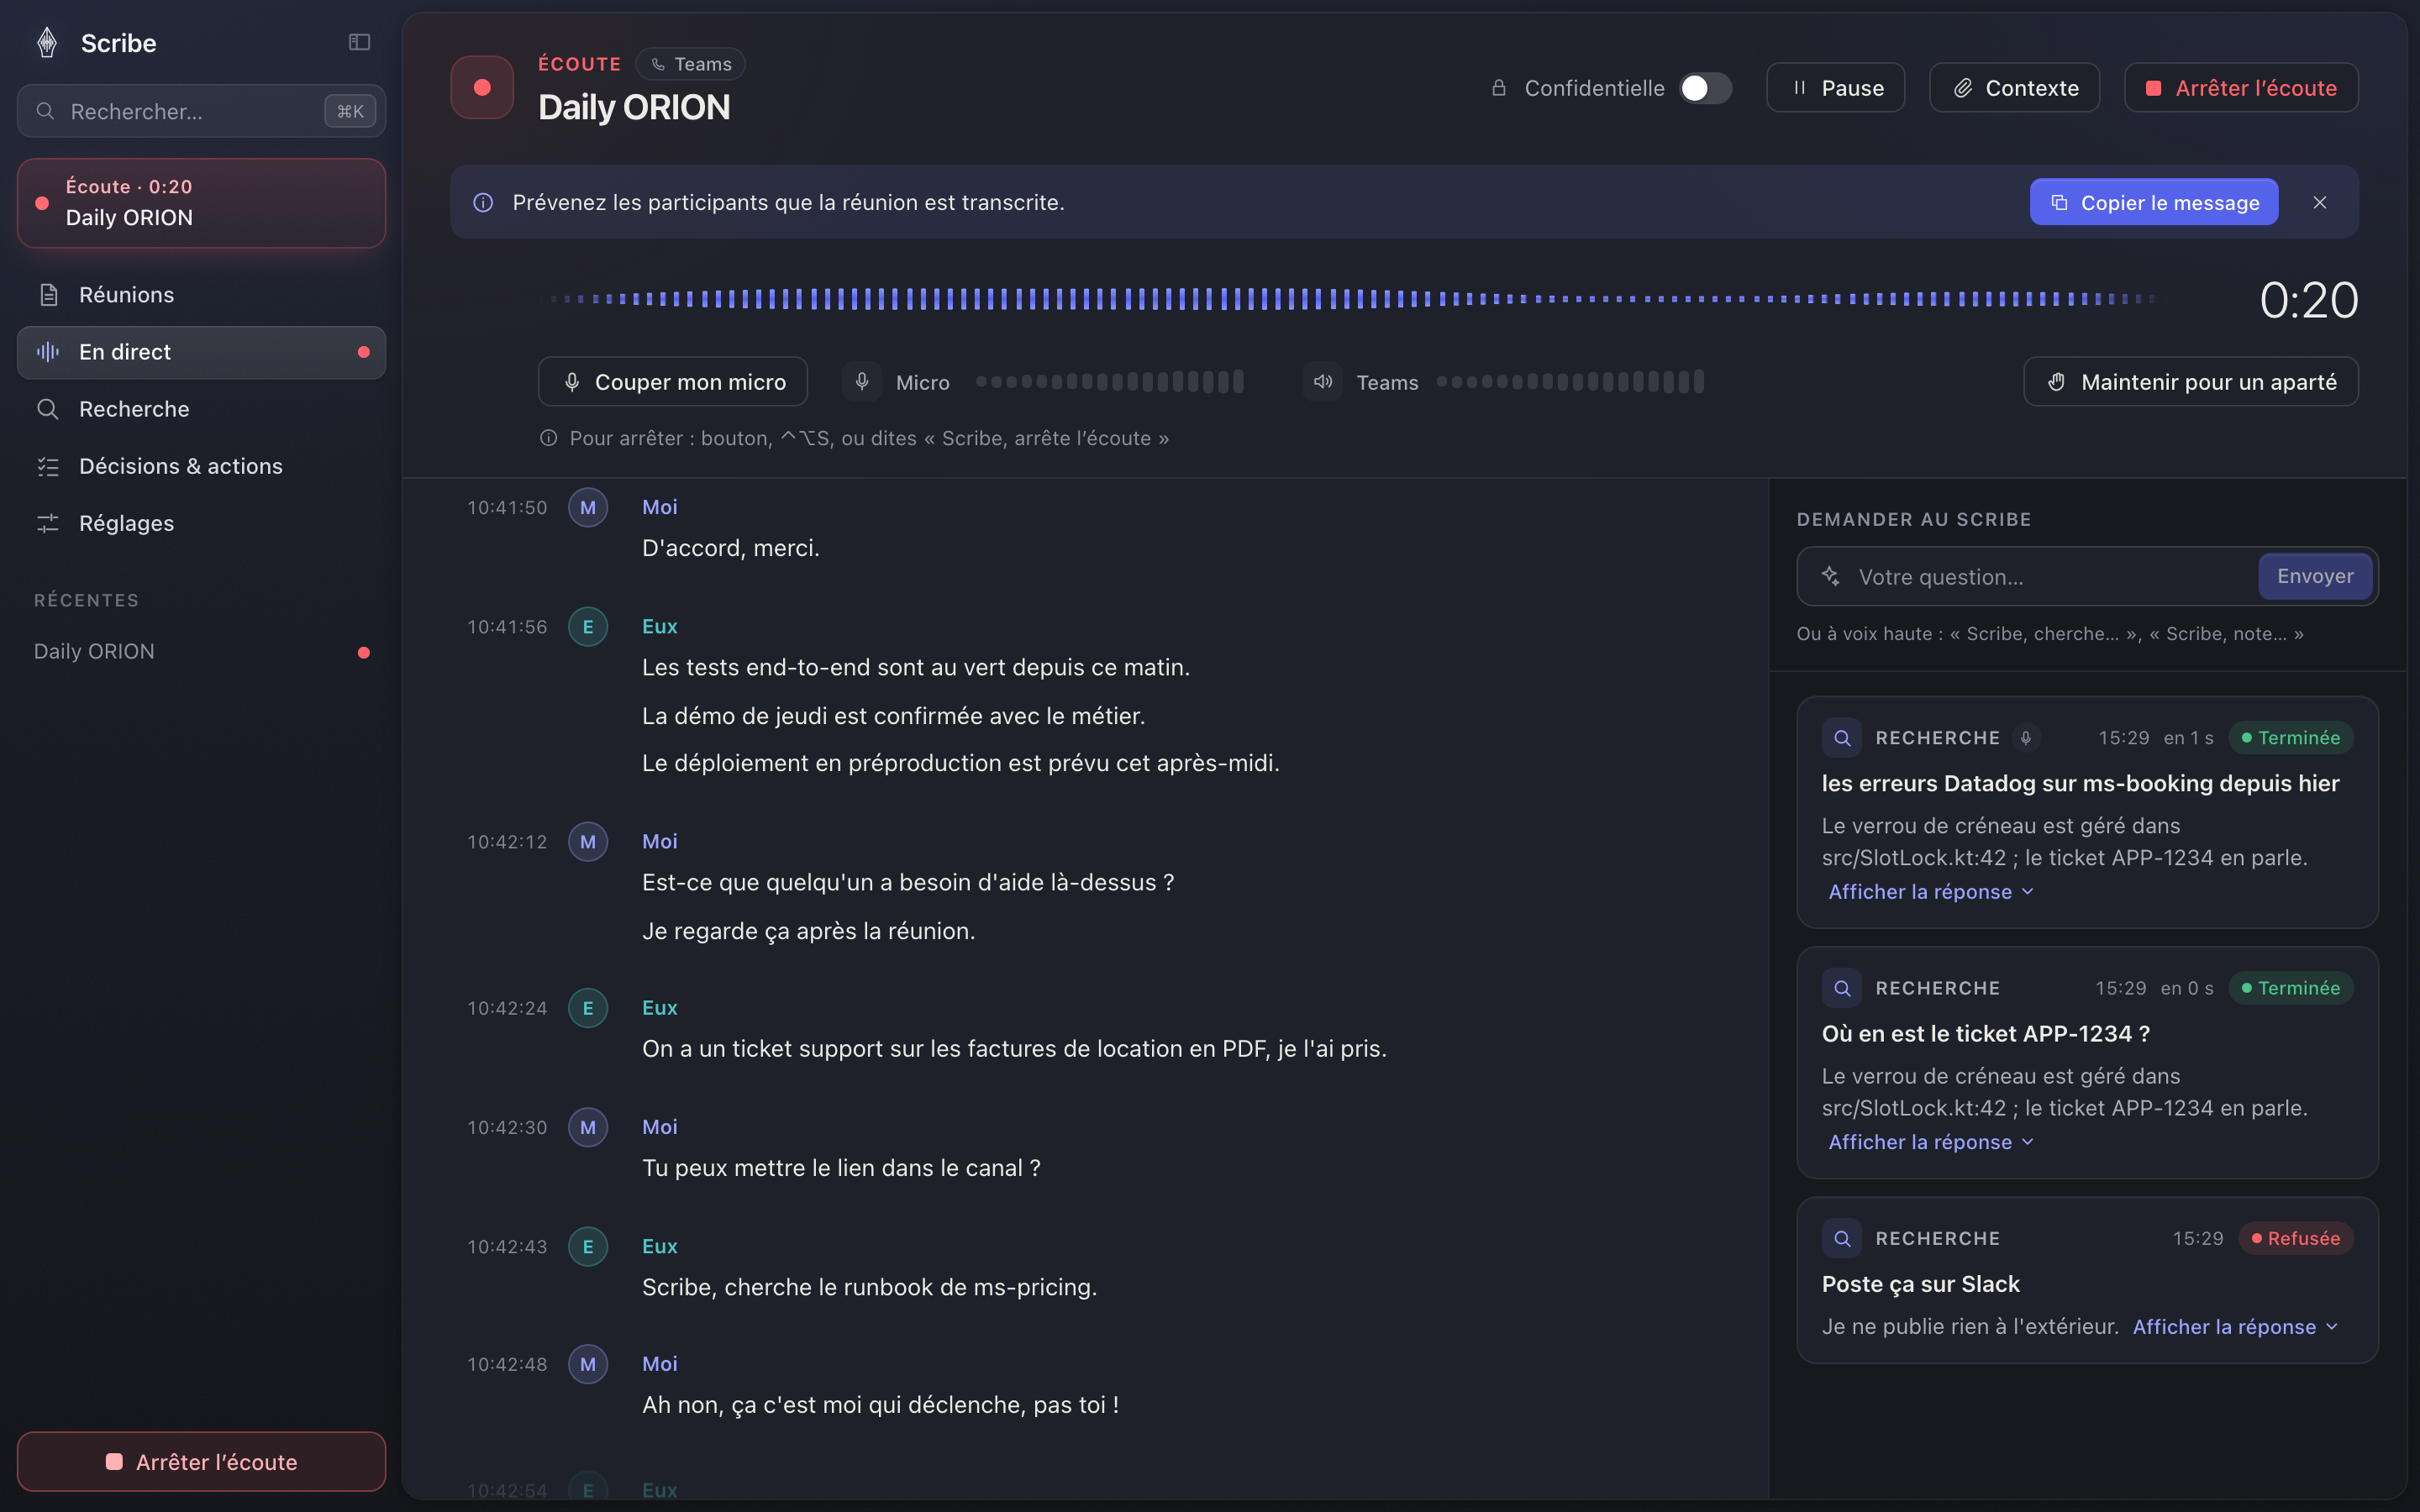 Scribe
Rechercher...
⌘K
Écoute · 0:20
Daily ORION
Réunions
En direct
Recherche
Décisions & actions
Réglages
RÉCENTES
Daily ORION
Arrêter l’écoute
ÉCOUTE
Teams
Daily ORION
Confidentielle
Pause
Contexte
Arrêter l’écoute
Prévenez les participants que la réunion est transcrite.
Copier le message
0:20
Couper mon micro
Micro
Teams
Maintenir pour un aparté
Pour arrêter : bouton, ⌃⌥S, ou dites « Scribe, arrête l’écoute »
10:41:50
M
Moi
D'accord, merci.
10:41:56
E
Eux
Les tests end-to-end sont au vert depuis ce matin.
La démo de jeudi est confirmée avec le métier.
Le déploiement en préproduction est prévu cet après-midi.
10:42:12
M
Moi
Est-ce que quelqu'un a besoin d'aide là-dessus ?
Je regarde ça après la réunion.
10:42:24
E
Eux
On a un ticket support sur les factures de location en PDF, je l'ai pris.
10:42:30
M
Moi
Tu peux mettre le lien dans le canal ?
10:42:43
E
Eux
Scribe, cherche le runbook de ms-pricing.
10:42:48
M
Moi
Ah non, ça c'est moi qui déclenche, pas toi !
10:42:54
E
Eux
DEMANDER AU SCRIBE
Votre question...
Envoyer
Ou à voix haute : « Scribe, cherche... », « Scribe, note... »
RECHERCHE
15:29
en 1 s
Terminée
les erreurs Datadog sur ms-booking depuis hier
Le verrou de créneau est géré dans
src/SlotLock.kt:42 ; le ticket APP-1234 en parle.
Afficher la réponse
RECHERCHE
15:29
en 0 s
Terminée
Où en est le ticket APP-1234 ?
Le verrou de créneau est géré dans
src/SlotLock.kt:42 ; le ticket APP-1234 en parle.
Afficher la réponse
RECHERCHE
15:29
Refusée
Poste ça sur Slack
Je ne publie rien à l'extérieur.
Afficher la réponse